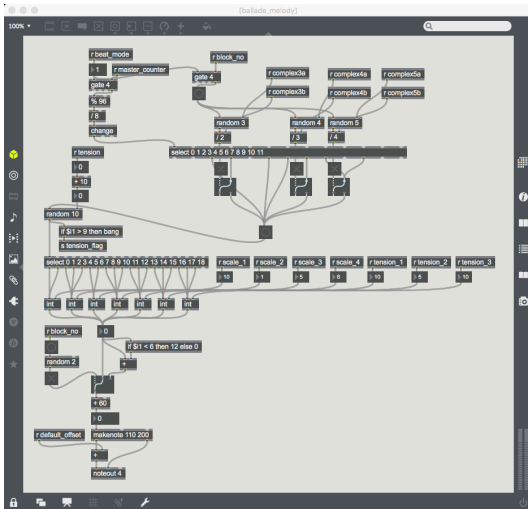 [ballade_melody]
100%
r beat_mode
r block_no
1
r master_counter
gate 4
r complex3a
r complex4a
r complex5a
gate 4
r complex3b
r complex4b
r complex5b
% 96
/ 8
random 3
random 4
random 5
change
/ 2
/ 3
/ 4
r tension
select 0 1 2 3 4 5 6 7 8 9 10 11
0
+ 10
0
random 10
if $i1 > 9 then bang
s tension_flag
select 0 1 2 3 4 5 6 7 8 9 10 11 12 13 14 15 16 17 18
r scale_1
r scale_2
r scale_3
r scale_4
r tension_1
r tension_2
r tension_3
10
1
5
8
10
5
10
int
int
int
int
int
int
int
r block_no
0
if $i1 < 6 then 12 else 0
random 2
+
+ 60
0
r default_offset
makenote 110 200
+
noteout 4